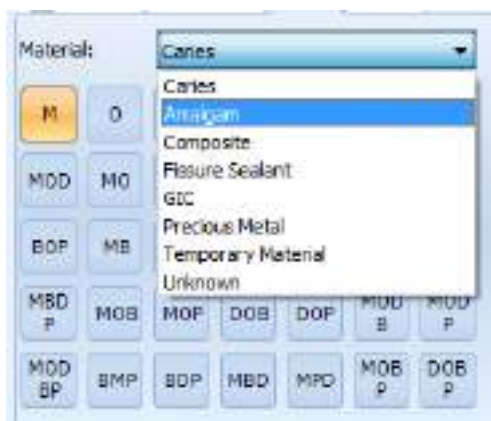 Material:
Caries
Caries
Amalgam
Composite
Fissure Sealant
GIC
Precious Metal
Temporary Material
Unknown
M O
MOD MO
BOP MB
MBD
P
MOB MOP DOB DOP
MOD
B
MOD
P
MOD
BP
BMP BDP MBD MPD
MOB
P
DOB
P